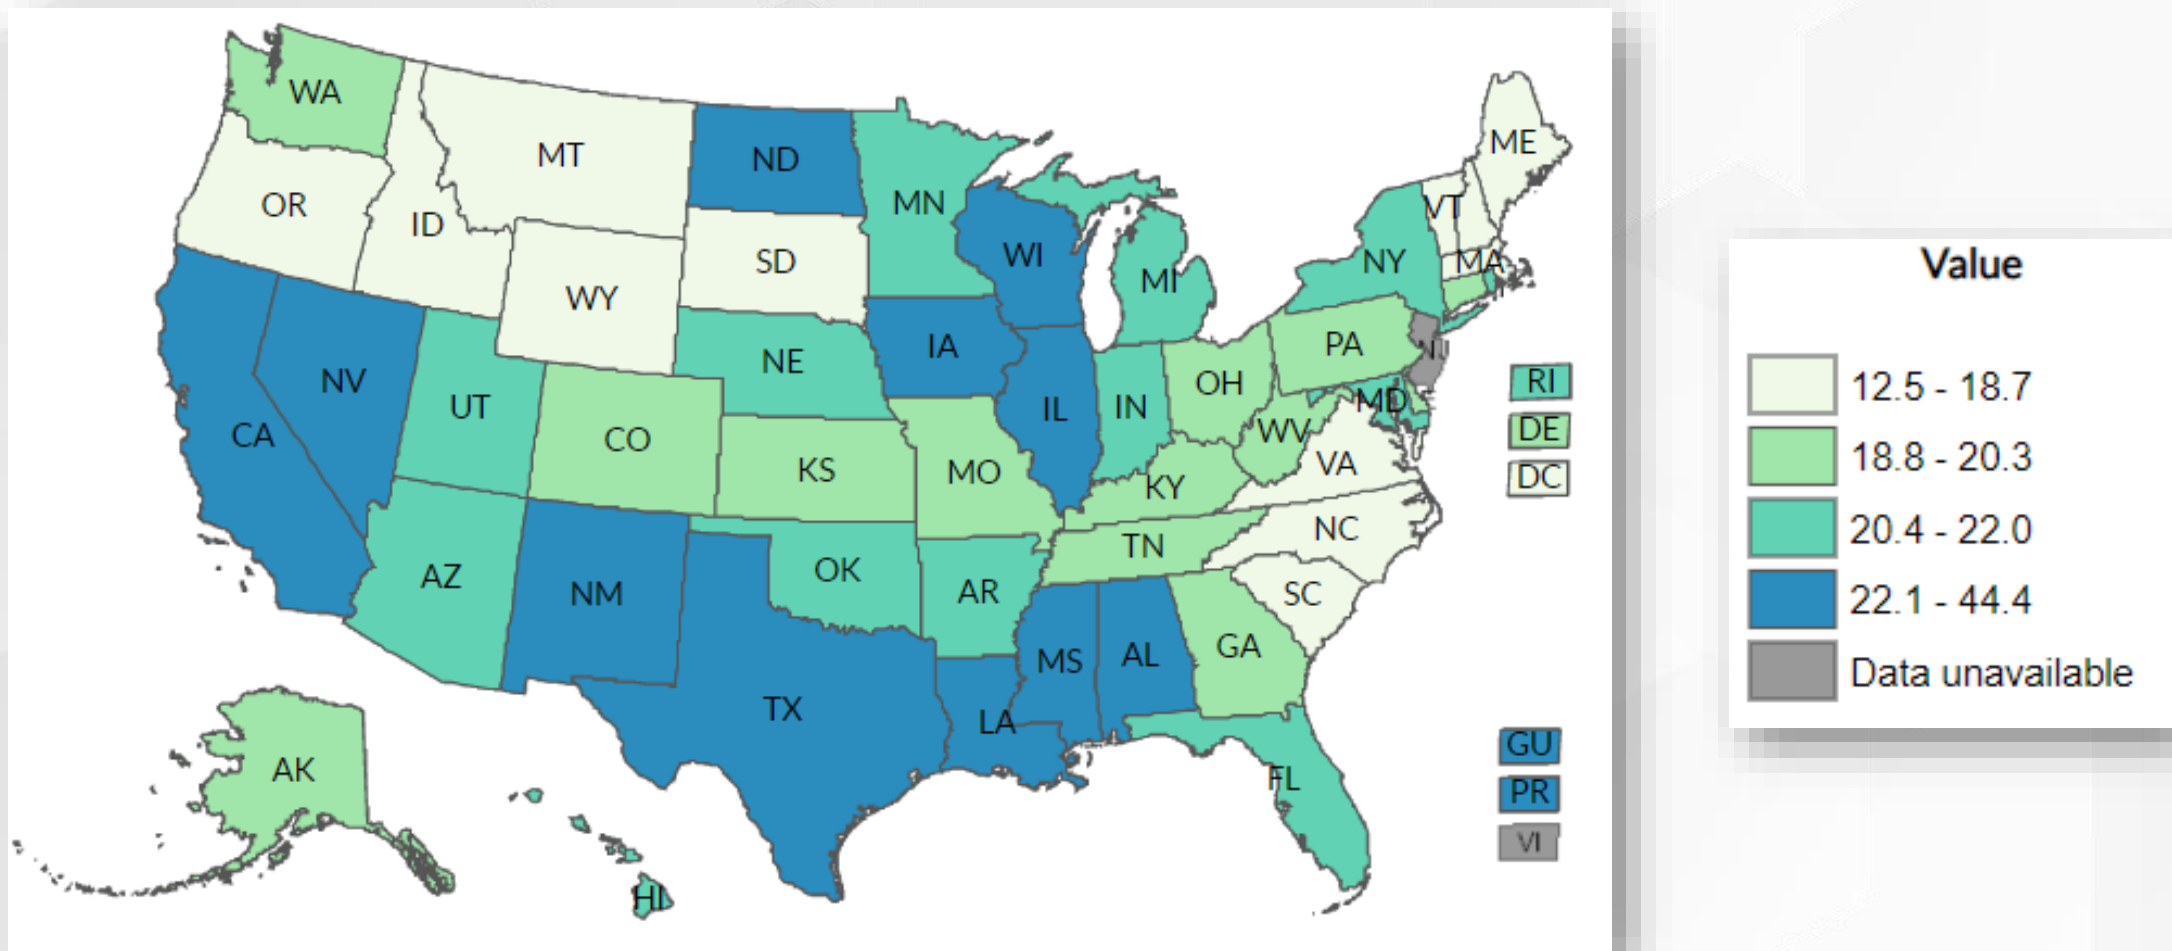 WA
MT
ND
MN
ME
OR
ID
SD
WI
VT
WY
MI
NY
MA
NE
IA
PA
NV
UT
CO
IL
IN
OH
MD
CA
KS
MO
WV
VA
KY
AZ
NM
OK
AR
TN
NC
SC
MS
AL
GA
TX
LA
FL
AK
HI
RI
DE
DC
GU
PR
VI
Value
12.5 - 18.7
18.8 - 20.3
20.4 - 22.0
22.1 - 44.4
Data unavailable